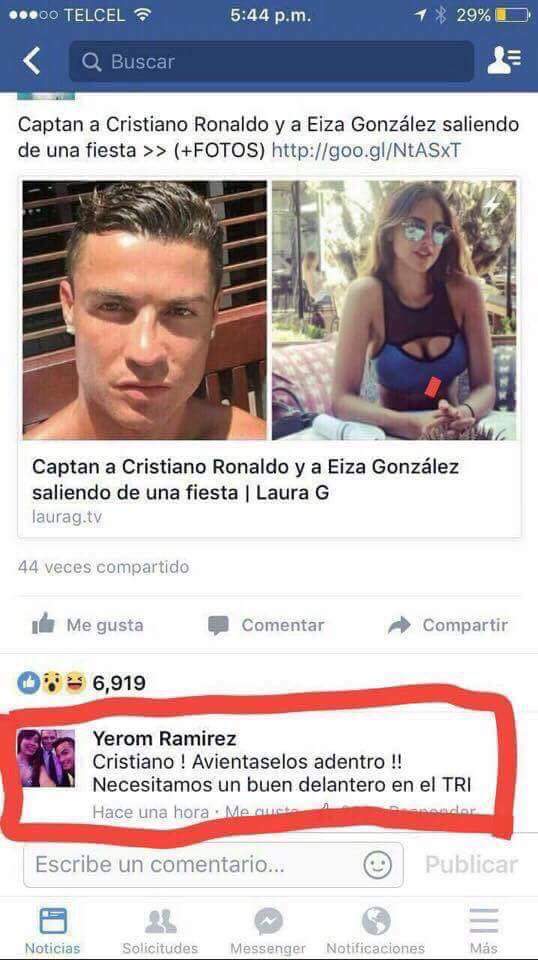 TELCEL 5:44 p.m. 29%
Buscar
Captan a Cristiano Ronaldo y a Eiza González saliendo
de una fiesta >> (+FOTOS) http://goo.gl/NtASxT
Captan a Cristiano Ronaldo y a Eiza González
saliendo de una fiesta | Laura G
laurag.tv
44 veces compartido
Me gusta Comentar Compartir
6,919
Yerom Ramirez
Cristiano ! Avientaselos adentro !!
Necesitamos un buen delantero en el TRI
Hace una hora · Me gusta Responder
Escribe un comentario... Publicar
Noticias Solicitudes Messenger Notificaciones Más